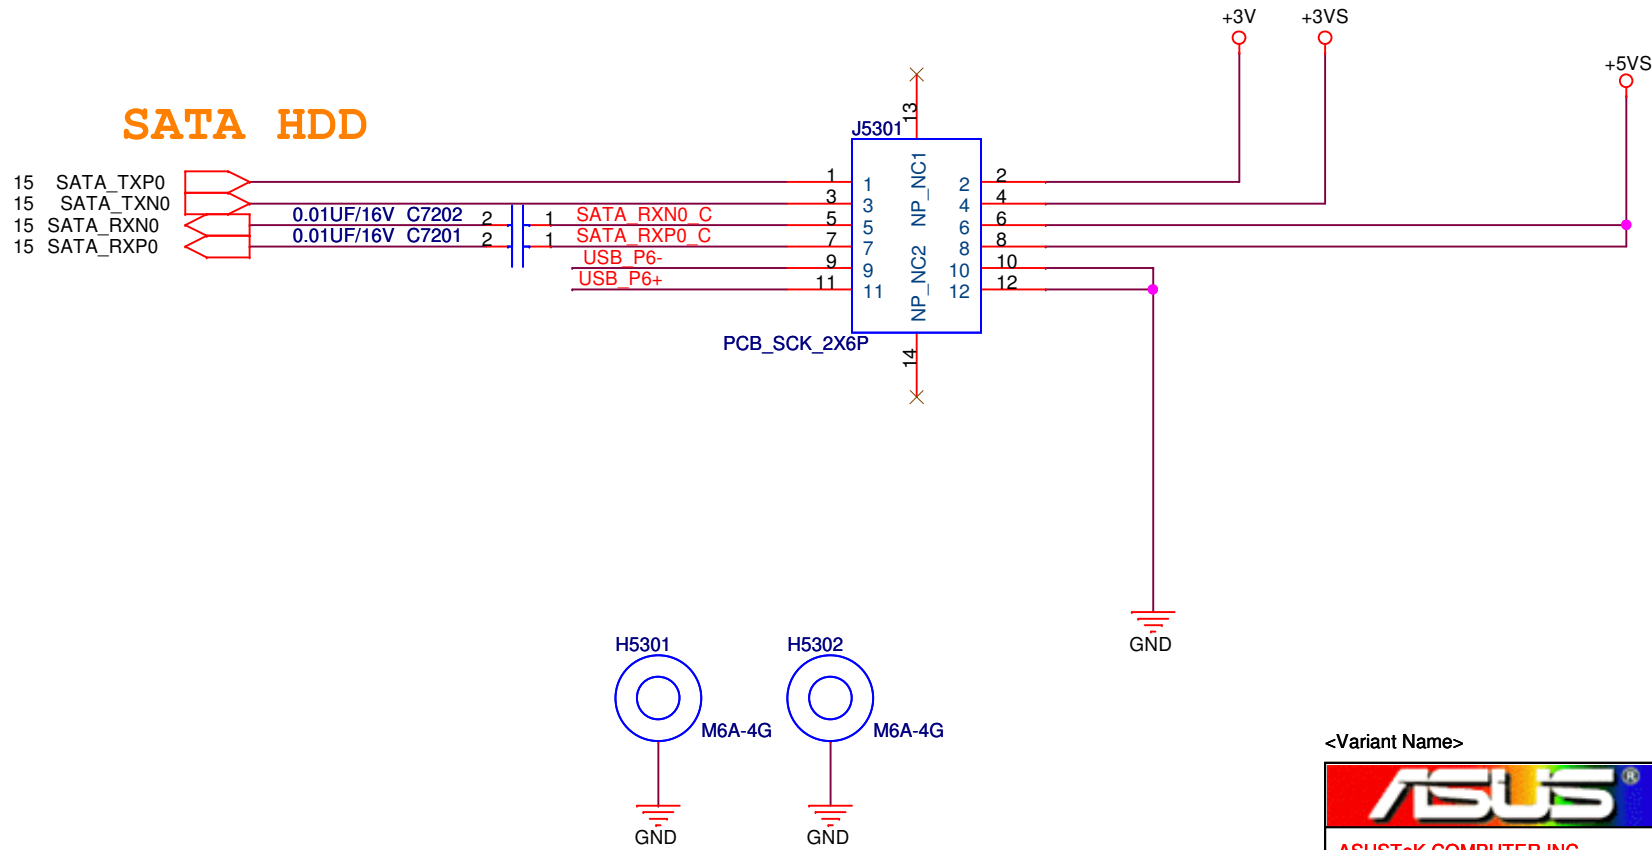 +3V +3VS
+5VS
SATA HDD
13
J5301
15 SATA_TXP0 1 1 NP_NC1 2 2
15 SATA_TXN0 3 3 4 4
15 SATA_RXN0 0.01UF/16V C7202 2 1 SATA_RXN0_C 5 5 6 6
15 SATA_RXP0 0.01UF/16V C7201 2 1 SATA_RXP0_C 7 7 NP_NC2 8 8
USB_P6- 9 9 10 10
USB_P6+ 11 11 12 12
PCB_SCK_2X6P
14
GND
H5301 H5302
M6A-4G M6A-4G
GND GND
<Variant Name>
ASUS®
ASUSTeK COMPUTER INC